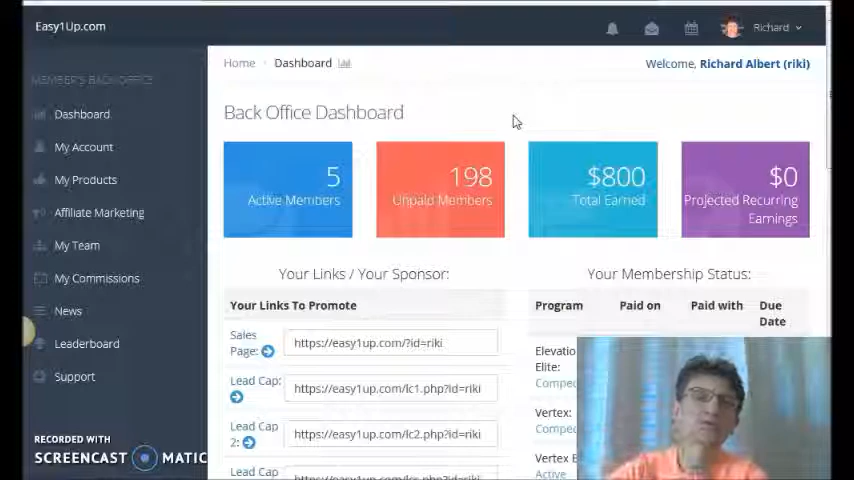 Easy1Up.com
Richard
MEMBER'S BACK OFFICE
Home
Dashboard
Welcome, Richard Albert (riki)
Dashboard
My Account
My Products
Affiliate Marketing
My Team
My Commissions
News
Leaderboard
Support
Back Office Dashboard
5
Active Members
198
Unpaid Members
$800
Total Earned
$0
Projected Recurring
Earnings
Your Links / Your Sponsor:
Your Links To Promote
Sales
Page:
https://easy1up.com/?id=riki
Lead Cap:
https://easy1up.com/lc1.php?id=riki
Lead Cap
2:
https://easy1up.com/lc2.php?id=riki
Lead Cap
Your Membership Status:
Program Paid on Paid with Due
Date
Elevation
Elite:
Vertex:
Active
RECORDED WITH
SCREENCAST MATIC